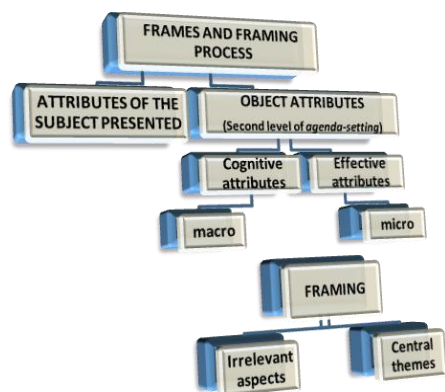 FRAMES AND FRAMING
PROCESS
ATTRIBUTES OF THE
SUBJECT PRESENTED
OBJECT ATTRIBUTES
(Second level of agenda-setting)
Cognitive
attributes
Effective
attributes
macro
micro
FRAMING
Irrelevant
aspects
Central
themes